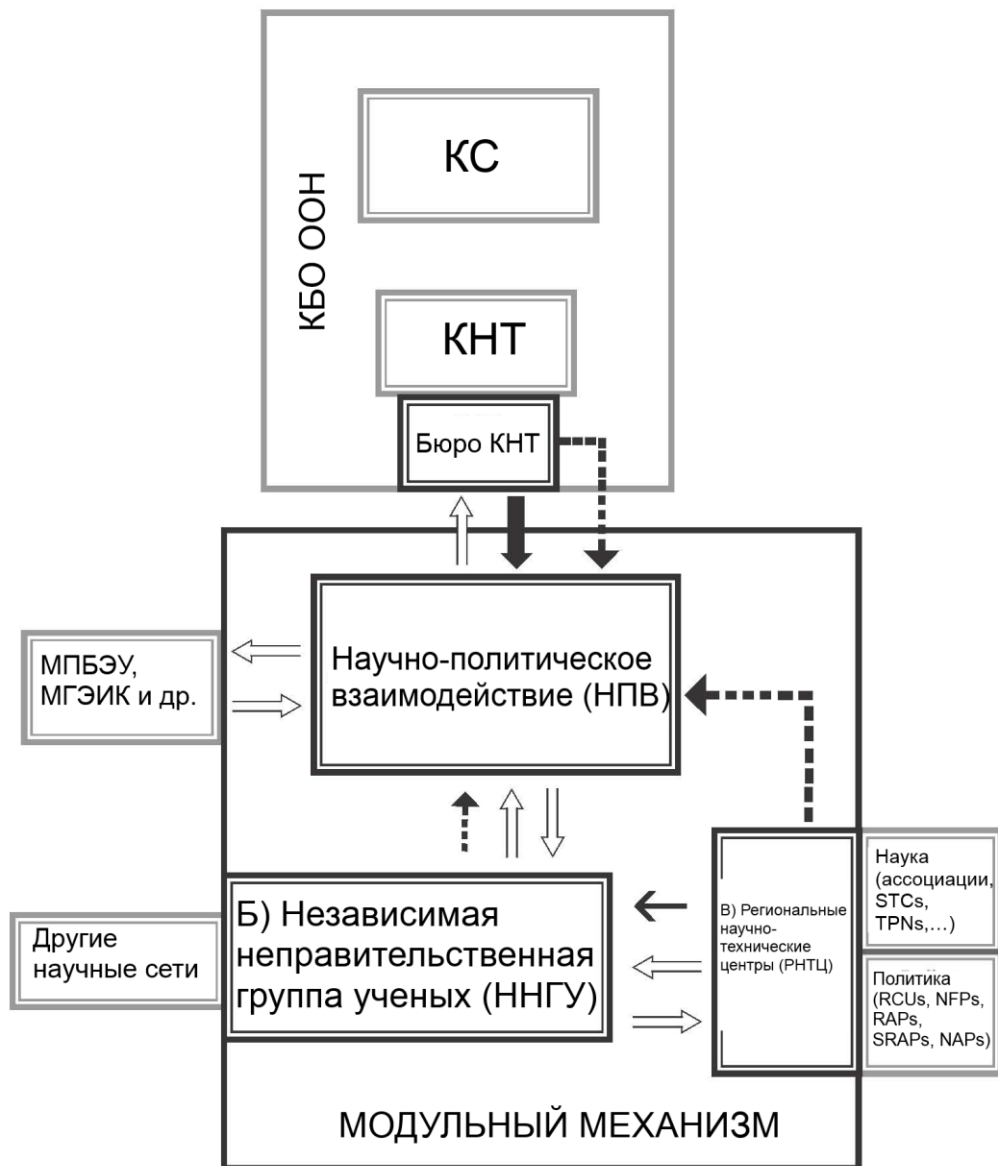 КБО ООН
КС
КНТ
Бюро КНТ
МПБЭУ,
МГЭИК и др.
Научно-политическое
взаимодействие (НПВ)
Другие
научные сети
Б) Независимая
неправительственная
группа ученых (ННГУ)
В) Региональные
научно-
технические
центры (РНТЦ)
Наука
(ассоциации,
STCs,
TPNs,...)
Политика
(RCUs, NFPs,
RAPs,
SRAPs, NAPs)
МОДУЛЬНЫЙ МЕХАНИЗМ